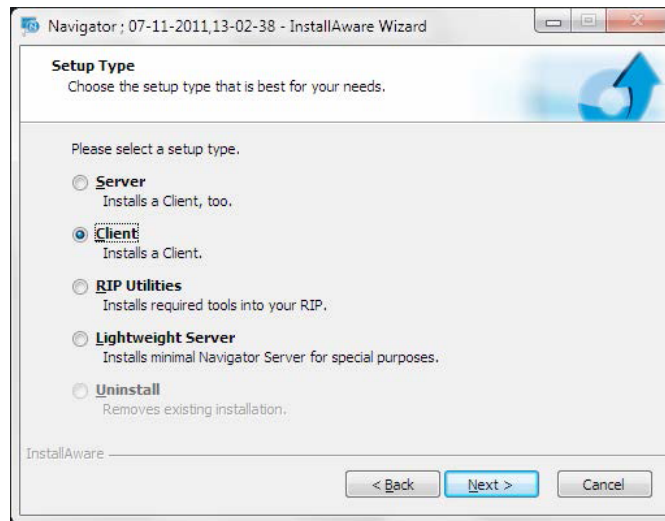 Navigator ; 07-11-2011,13-02-38 - InstallAware Wizard
Setup Type
Choose the setup type that is best for your needs.
Please select a setup type.
Server
Installs a Client, too.
Client
Installs a Client.
RIP Utilities
Installs required tools into your RIP.
Lightweight Server
Installs minimal Navigator Server for special purposes.
Uninstall
Removes existing installation.
InstallAware
< Back
Next >
Cancel